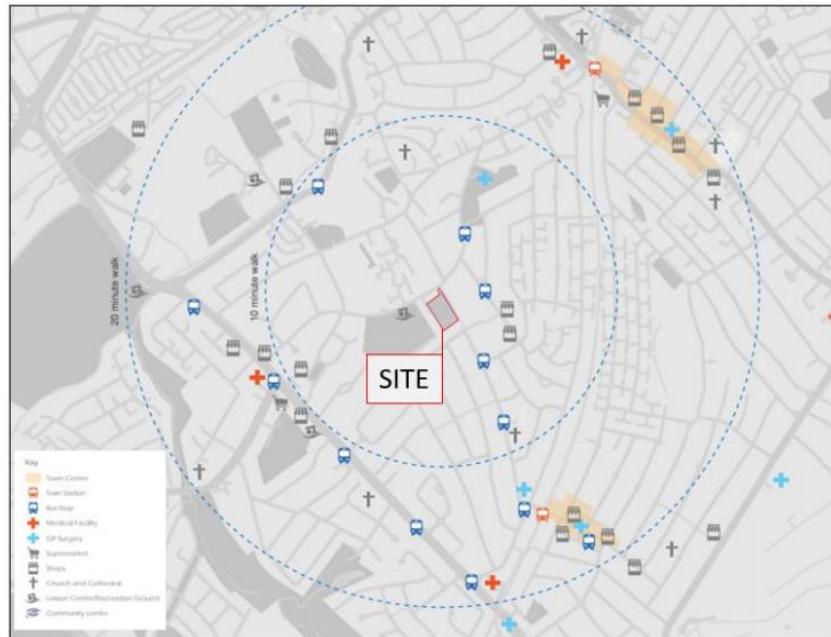 20 minute walk
10 minute walk
SITE
Key
Town Centre
Train Station
Bus Stop
Medical Facility
GP Surgery
Supermarket
Shops
Church and Cathedral
Leisure Centre/Recreation Ground
Community centre